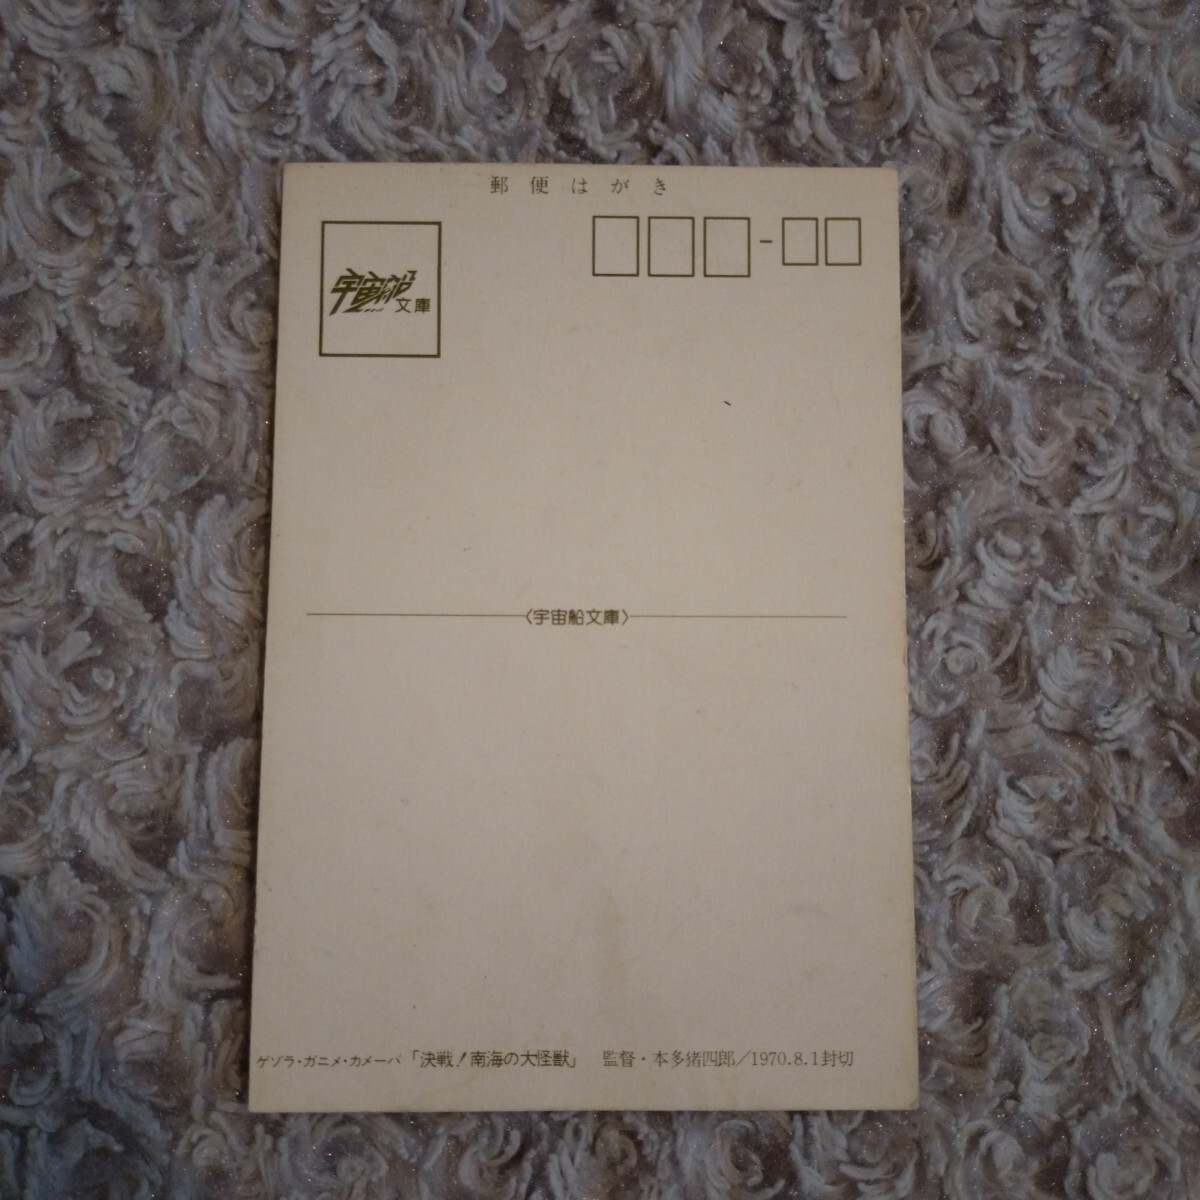 郵便はがき
宇宙船
文庫
-
〈宇宙船文庫〉
ゲゾラ・ガニメ・カメーバ「決戦!南海の大怪獣」 監督・本多猪四郎/1970.8.1封切